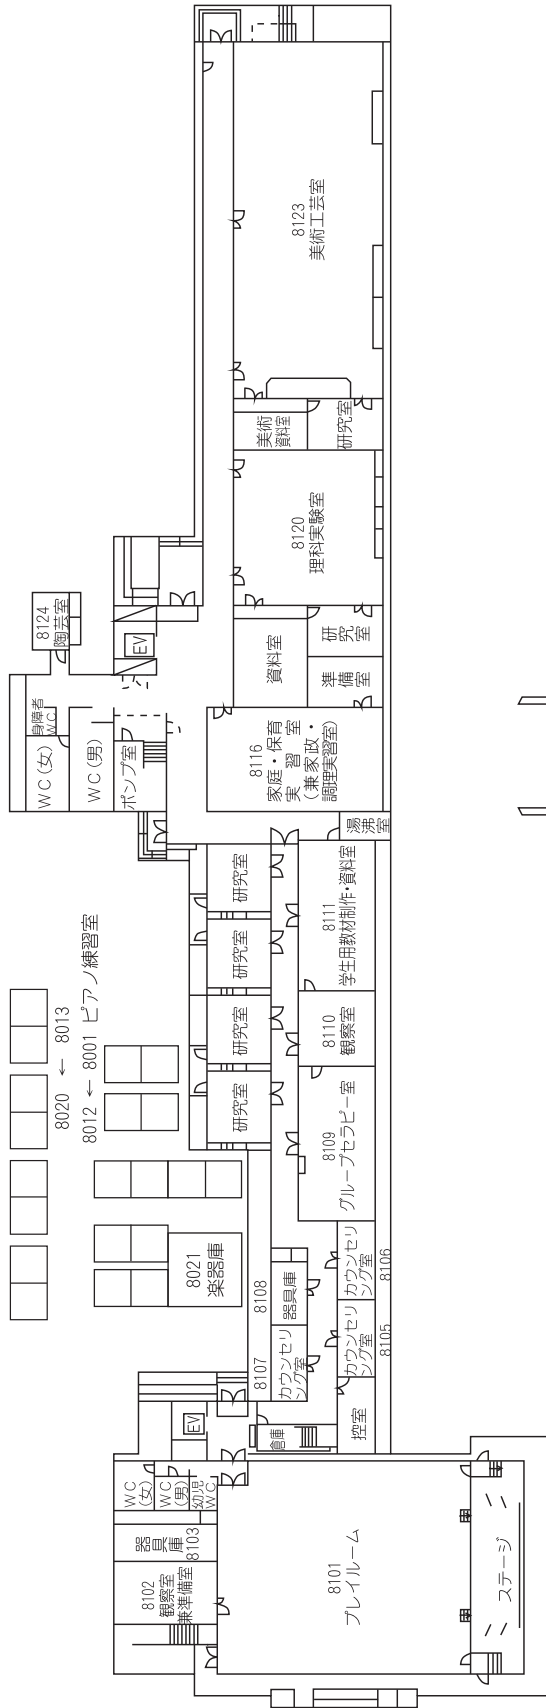 8123
美術工芸室
美術
資料室
研究室
8120
理科実験室
8124
陶芸室
EV
資料室
研究
室
準備
室
身障者
WC
WC(女)
WC(男)
ポンプ室
8116
家庭・保育
実習室
(兼家政・
調理実習室)
湯沸
室
研究室
研究室
研究室
研究室
8111
学生用教材制作・資料室
8110
観察室
8109
グループセラピー室
8020 ← 8013
8012 ← 8001 ピアノ練習室
8021
楽器庫
8108
器具庫
8107
カウンセリ
ング室
カウンセリ
ング室
8106
カウンセリ
ング室
8105
控室
倉庫
EV
WC
(女)
WC
(男)
幼児
WC
器具
庫
8103
8102
観察室
兼準備室
8101
プレイルーム
ステージ